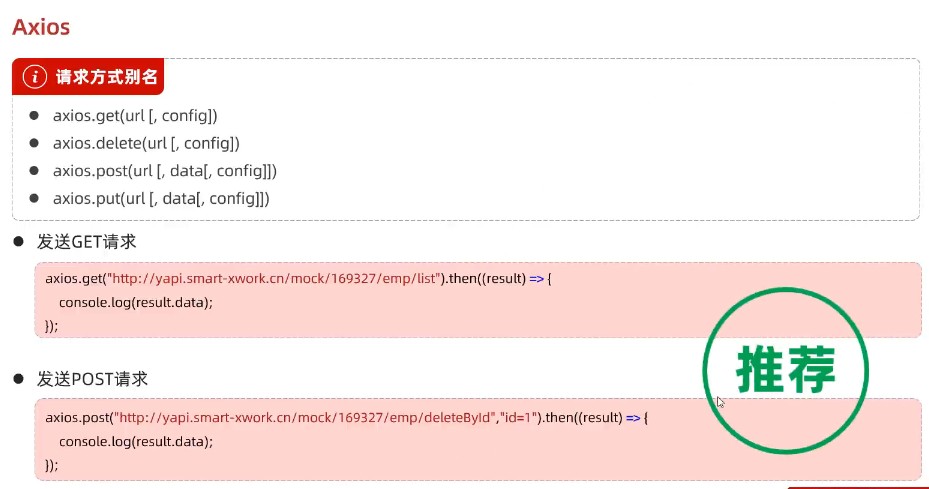 Axios
请求方式别名
axios.get(url [, config])
axios.delete(url [, config])
axios.post(url [, data[, config]])
axios.put(url [, data[, config]])
发送GET请求
axios.get("http://yapi.smart-xwork.cn/mock/169327/emp/list").then((result) => {
console.log(result.data);
});
推荐
发送POST请求
axios.post("http://yapi.smart-xwork.cn/mock/169327/emp/deleteById","id=1").then((result) => {
console.log(result.data);
});